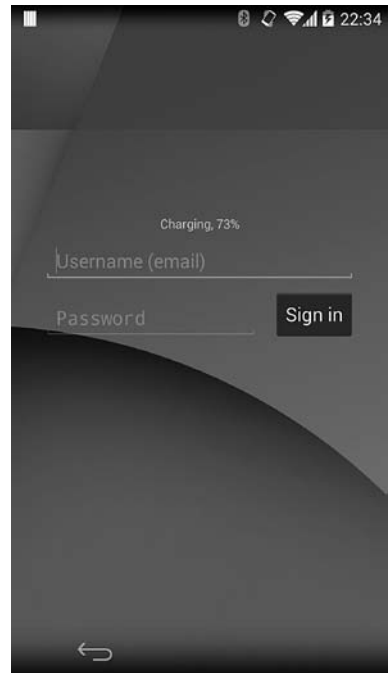 22:34
Charging, 73%
Username (email)
Password
Sign in